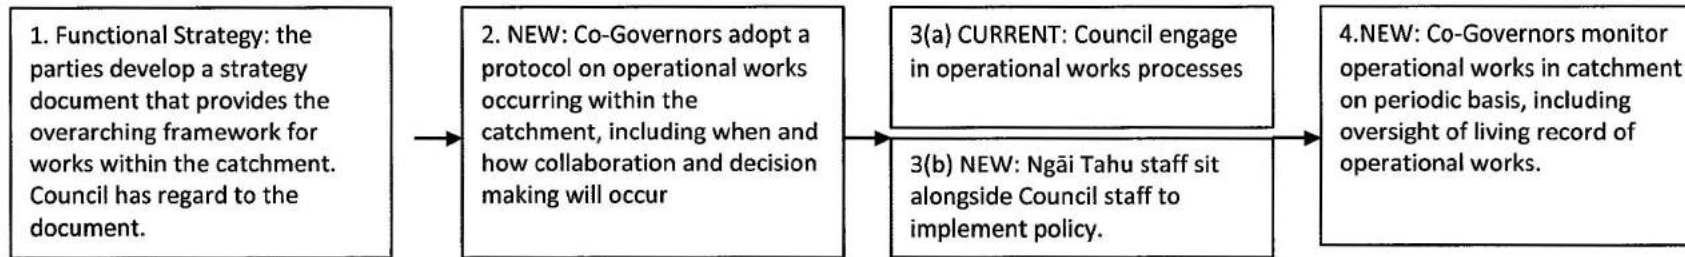 1. Functional Strategy: the
parties develop a strategy
document that provides the
overarching framework for
works within the catchment.
Council has regard to the
document.
2. NEW: Co-Governors adopt a
protocol on operational works
occurring within the
catchment, including when and
how collaboration and decision
making will occur
3(a) CURRENT: Council engage
in operational works processes
3(b) NEW: Ngāi Tahu staff sit
alongside Council staff to
implement policy.
4.NEW: Co-Governors monitor
operational works in catchment
on periodic basis, including
oversight of living record of
operational works.